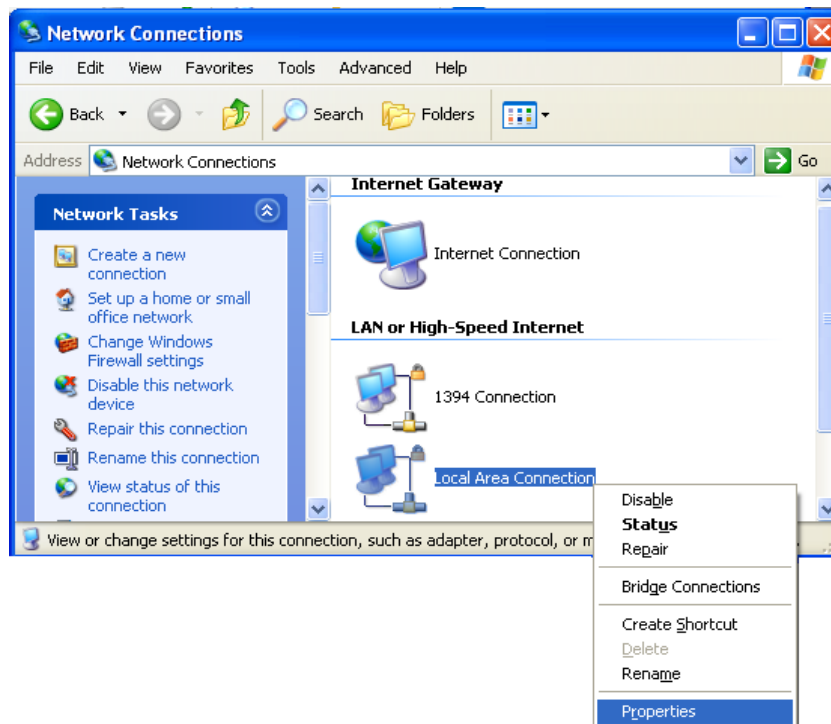 Network Connections
File Edit View Favorites Tools Advanced Help
Back Search Folders
Address Network Connections Go
Network Tasks
Create a new
connection
Set up a home or small
office network
Change Windows
Firewall settings
Disable this network
device
Repair this connection
Rename this connection
View status of this
connection
Internet Gateway
Internet Connection
LAN or High-Speed Internet
1394 Connection
Local Area Connection
View or change settings for this connection, such as adapter, protocol, or m
Disable
Status
Repair
Bridge Connections
Create Shortcut
Delete
Rename
Properties